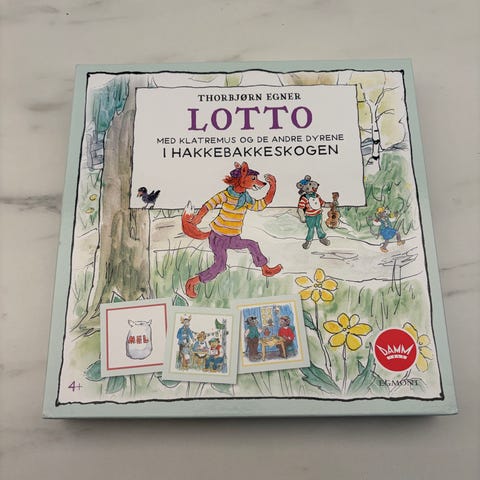 THORBJØRN EGNER
LOTTO
MED KLATREMUS OG DE ANDRE DYRENE
I HAKKEBAKKESKOGEN
MEL
4+
DAMM
EGMONT